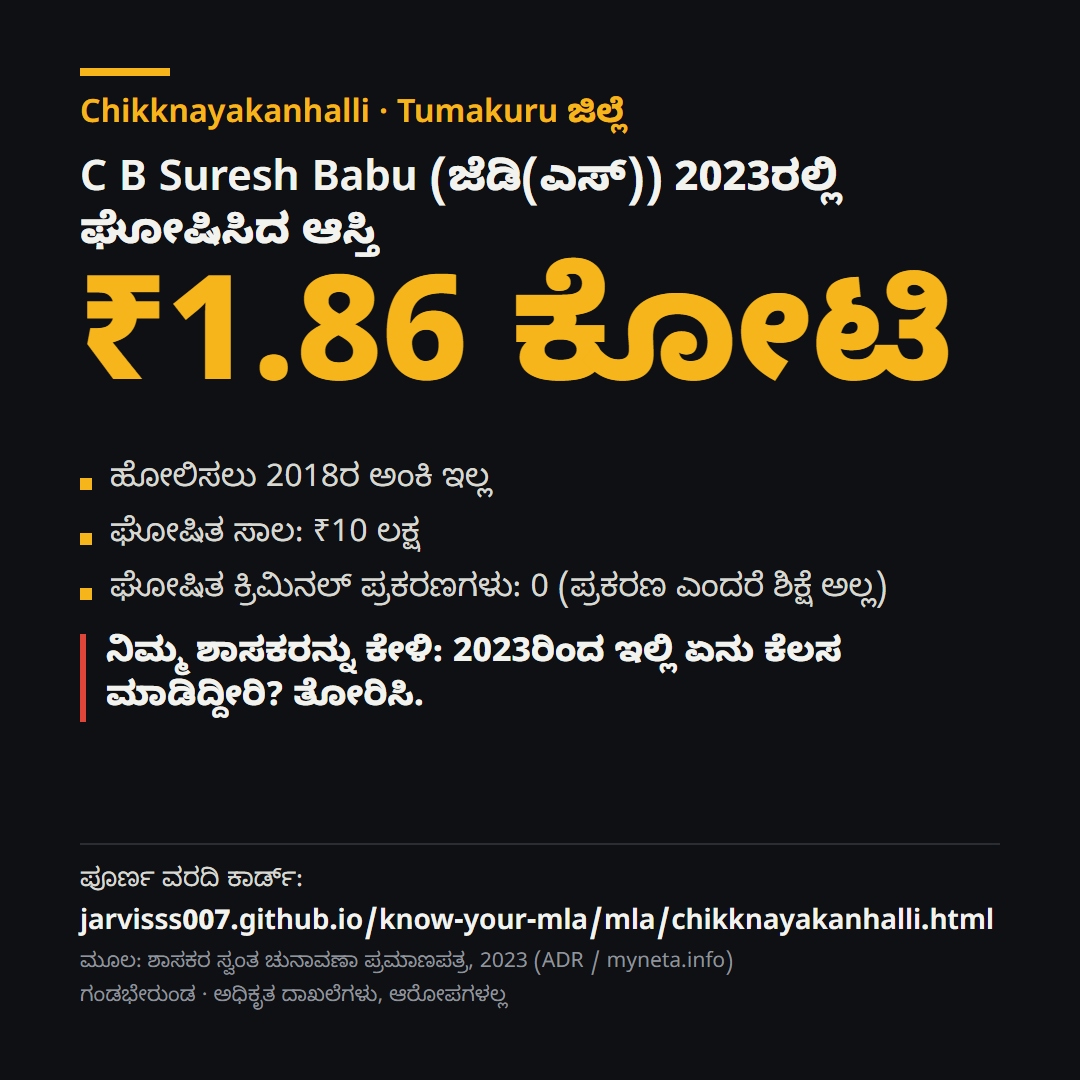 Chikknayakanhalli · Tumakuru ಜಿಲ್ಲೆ
C B Suresh Babu (ಜೆಡಿ(ಎಸ್)) 2023ರಲ್ಲಿ
ಘೋಷಿಸಿದ ಆಸ್ತಿ
₹1.86 ಕೋಟಿ
ಹೋಲಿಸಲು 2018ರ ಅಂಕಿ ಇಲ್ಲ
ಘೋಷಿತ ಸಾಲ: ₹10 ಲಕ್ಷ
ಘೋಷಿತ ಕ್ರಿಮಿನಲ್ ಪ್ರಕರಣಗಳು: 0 (ಪ್ರಕರಣ ಎಂದರೆ ಶಿಕ್ಷೆ ಅಲ್ಲ)
ನಿಮ್ಮ ಶಾಸಕರನ್ನು ಕೇಳಿ: 2023ರಿಂದ ಇಲ್ಲಿ ಏನು ಕೆಲಸ
ಮಾಡಿದ್ದೀರಿ? ತೋರಿಸಿ.
ಪೂರ್ಣ ವರದಿ ಕಾರ್ಡ್:
jarvisss007.github.io/know-your-mla/mla/chikknayakanhalli.html
ಮೂಲ: ಶಾಸಕರ ಸ್ವಂತ ಚುನಾವಣಾ ಪ್ರಮಾಣಪತ್ರ, 2023 (ADR / myneta.info)
ಗಂಡಭೇರುಂಡ · ಅಧಿಕೃತ ದಾಖಲೆಗಳು, ಆರೋಪಗಳಲ್ಲ